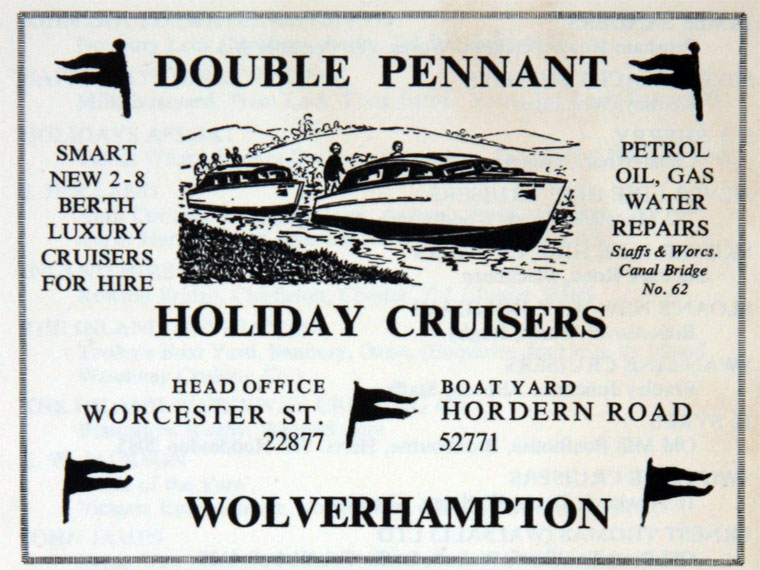 DOUBLE PENNANT
SMART
NEW 2-8
BERTH
LUXURY
CRUISERS
FOR HIRE
PETROL
OIL, GAS
WATER
REPAIRS
Staffs & Worcs.
Canal Bridge
No. 62
HOLIDAY CRUISERS
HEAD OFFICE
WORCESTER ST.
22877
BOAT YARD
HORDERN ROAD
52771
WOLVERHAMPTON